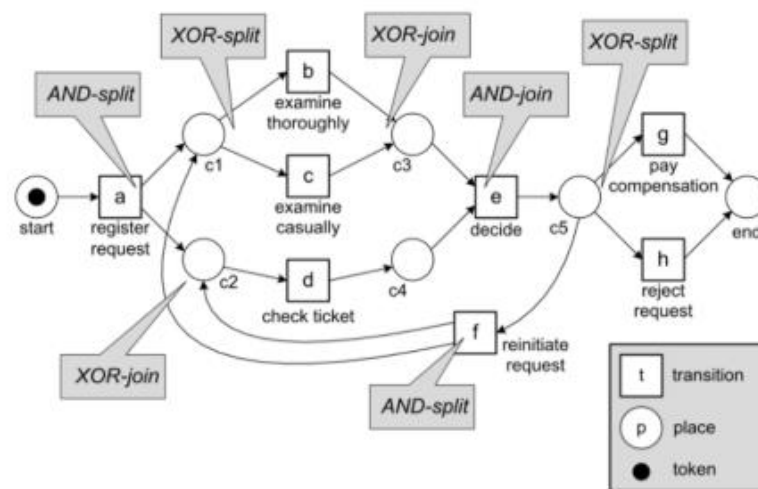 XOR-split
XOR-join
XOR-split
AND-split
b
AND-join
examine
thoroughly
g
pay
compensation
c1
c3
a
c
e
start
register
request
examine
casually
decide
c5
end
c2
d
c4
h
check ticket
reject
request
f
reinitiate
request
XOR-join
AND-split
t
transition
p
place
token